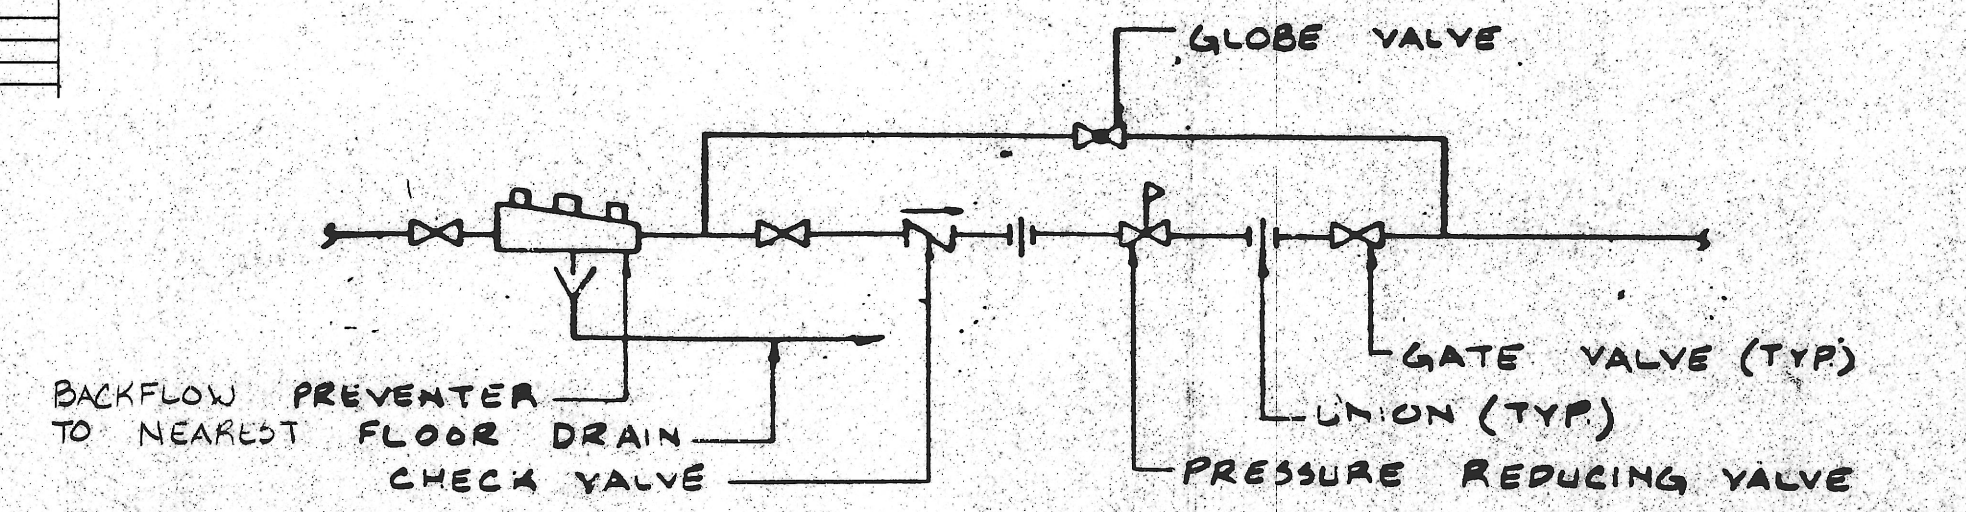 GLOBE VALVE
GATE VALVE (TYP.)
BACKFLOW PREVENTER
UNION (TYP.)
TO NEAREST FLOOR DRAIN
CHECK VALVE
PRESSURE REDUCING VALVE